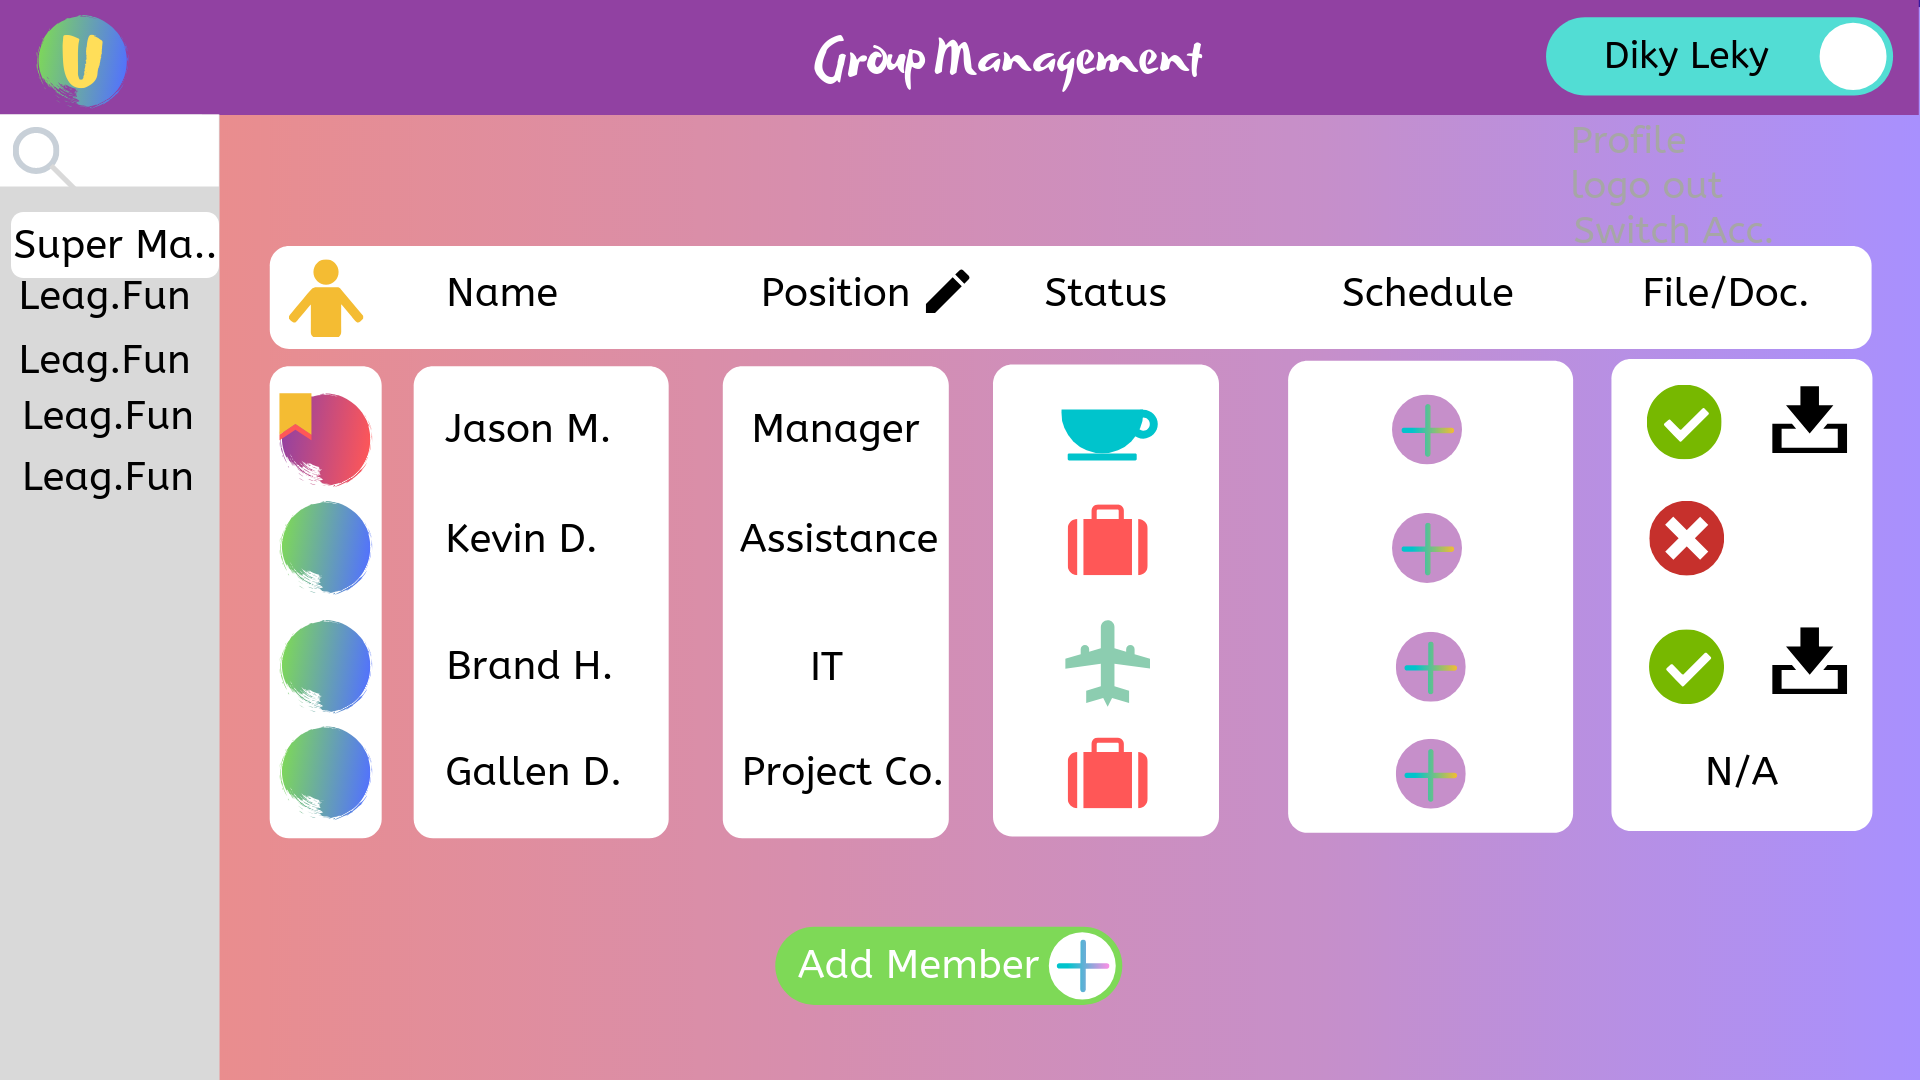 U
Group Management
Diky Leky
Profile
logo out
Switch Acc.
Super Ma..
Leag.Fun
Leag.Fun
Leag.Fun
Leag.Fun
Name Position Status Schedule File/Doc.
Jason M. Manager
Kevin D. Assistance
Brand H. IT
Gallen D. Project Co. N/A
Add Member